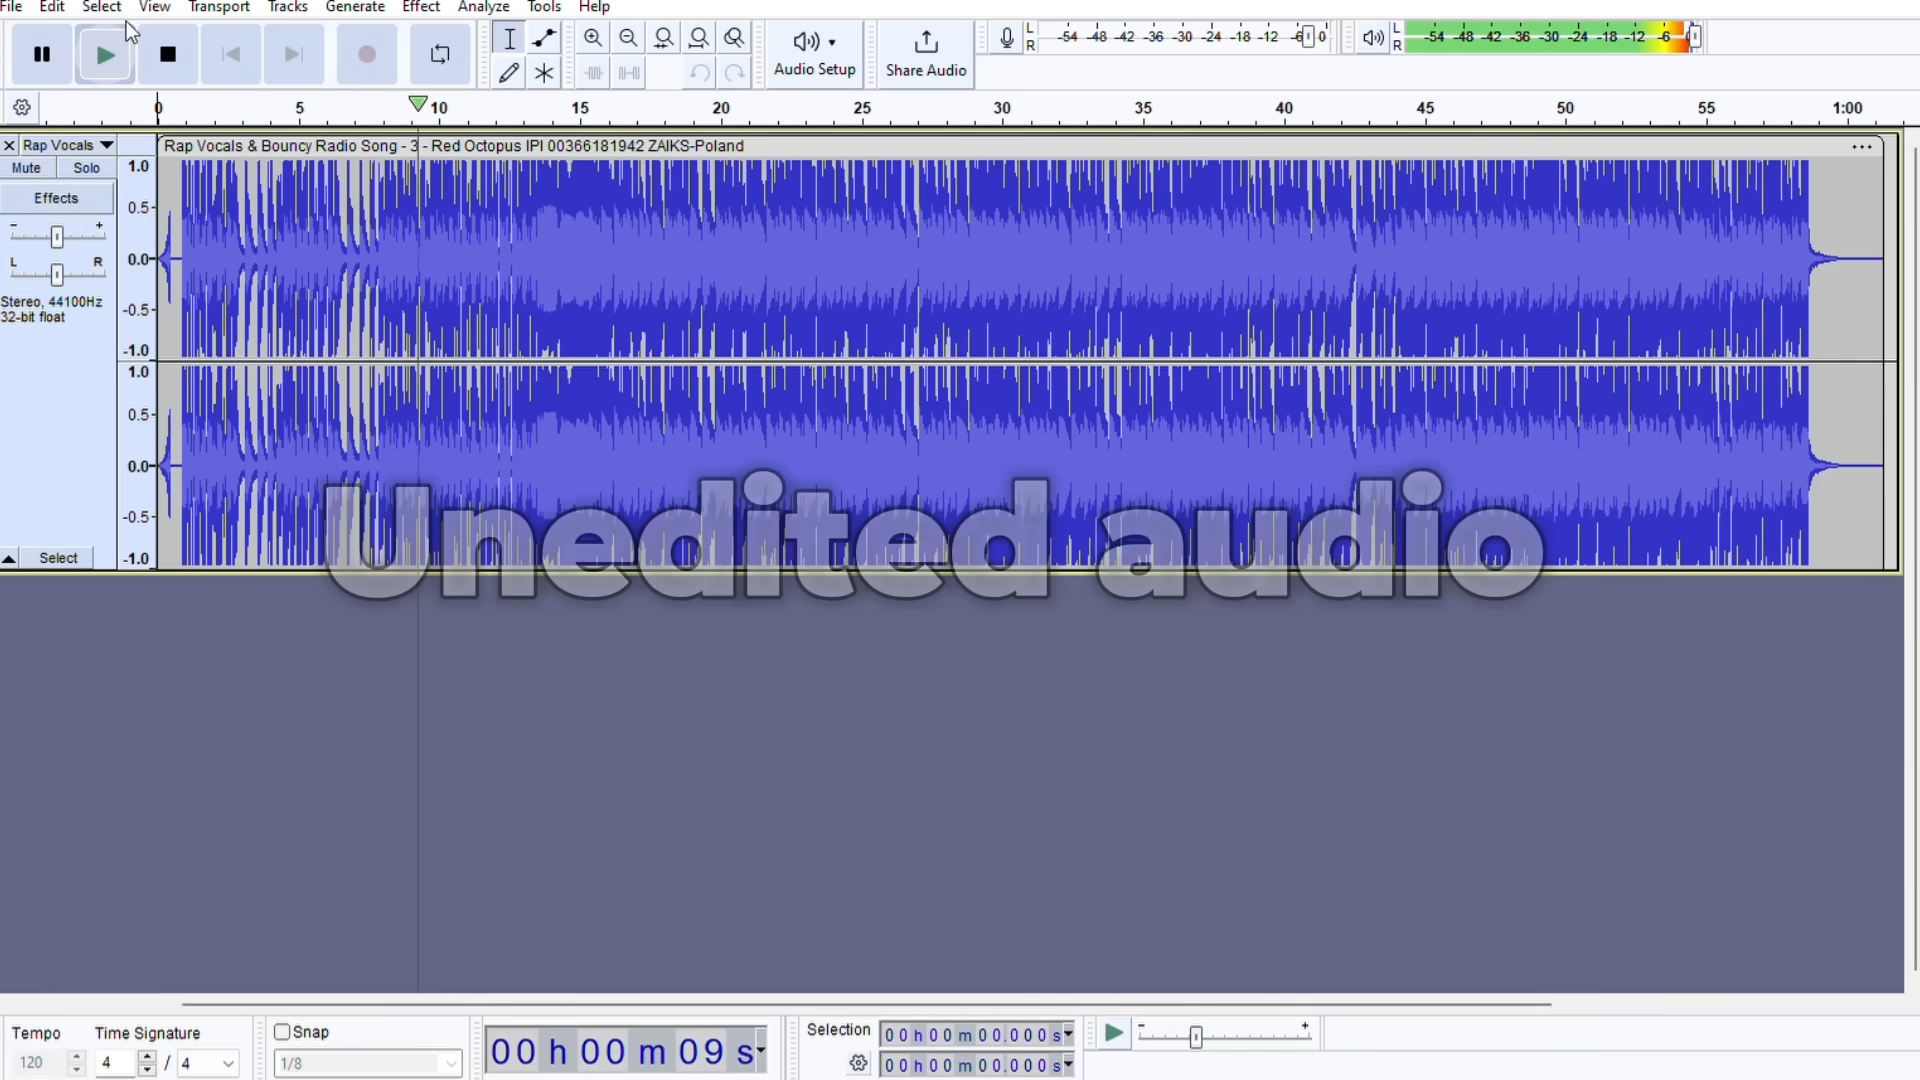 File Edit Select View Transport Tracks Generate Effect Analyze Tools Help
L R -54 -48 -42 -36 -30 -24 -18 -12 -6 0
L R -54 -48 -42 -36 -30 -24 -18 -12 -6 0
Audio Setup
Share Audio
0 5 10 15 20 25 30 35 40 45 50 55 1:00
Rap Vocals
Rap Vocals & Bouncy Radio Song - 3 - Red Octopus IPI 00366181942 ZAIKS-Poland
Mute Solo
Effects
- +
L R
Stereo, 44100Hz
32-bit float
Select
1.0
0.5
0.0
-0.5
-1.0
1.0
0.5
0.0
-0.5
-1.0
Unedited audio
Tempo
120
Time Signature
4 / 4
Snap
1/8
00 h 00 m 09 s
Selection
00 h 00 m 00.000 s
00 h 00 m 00.000 s
- +